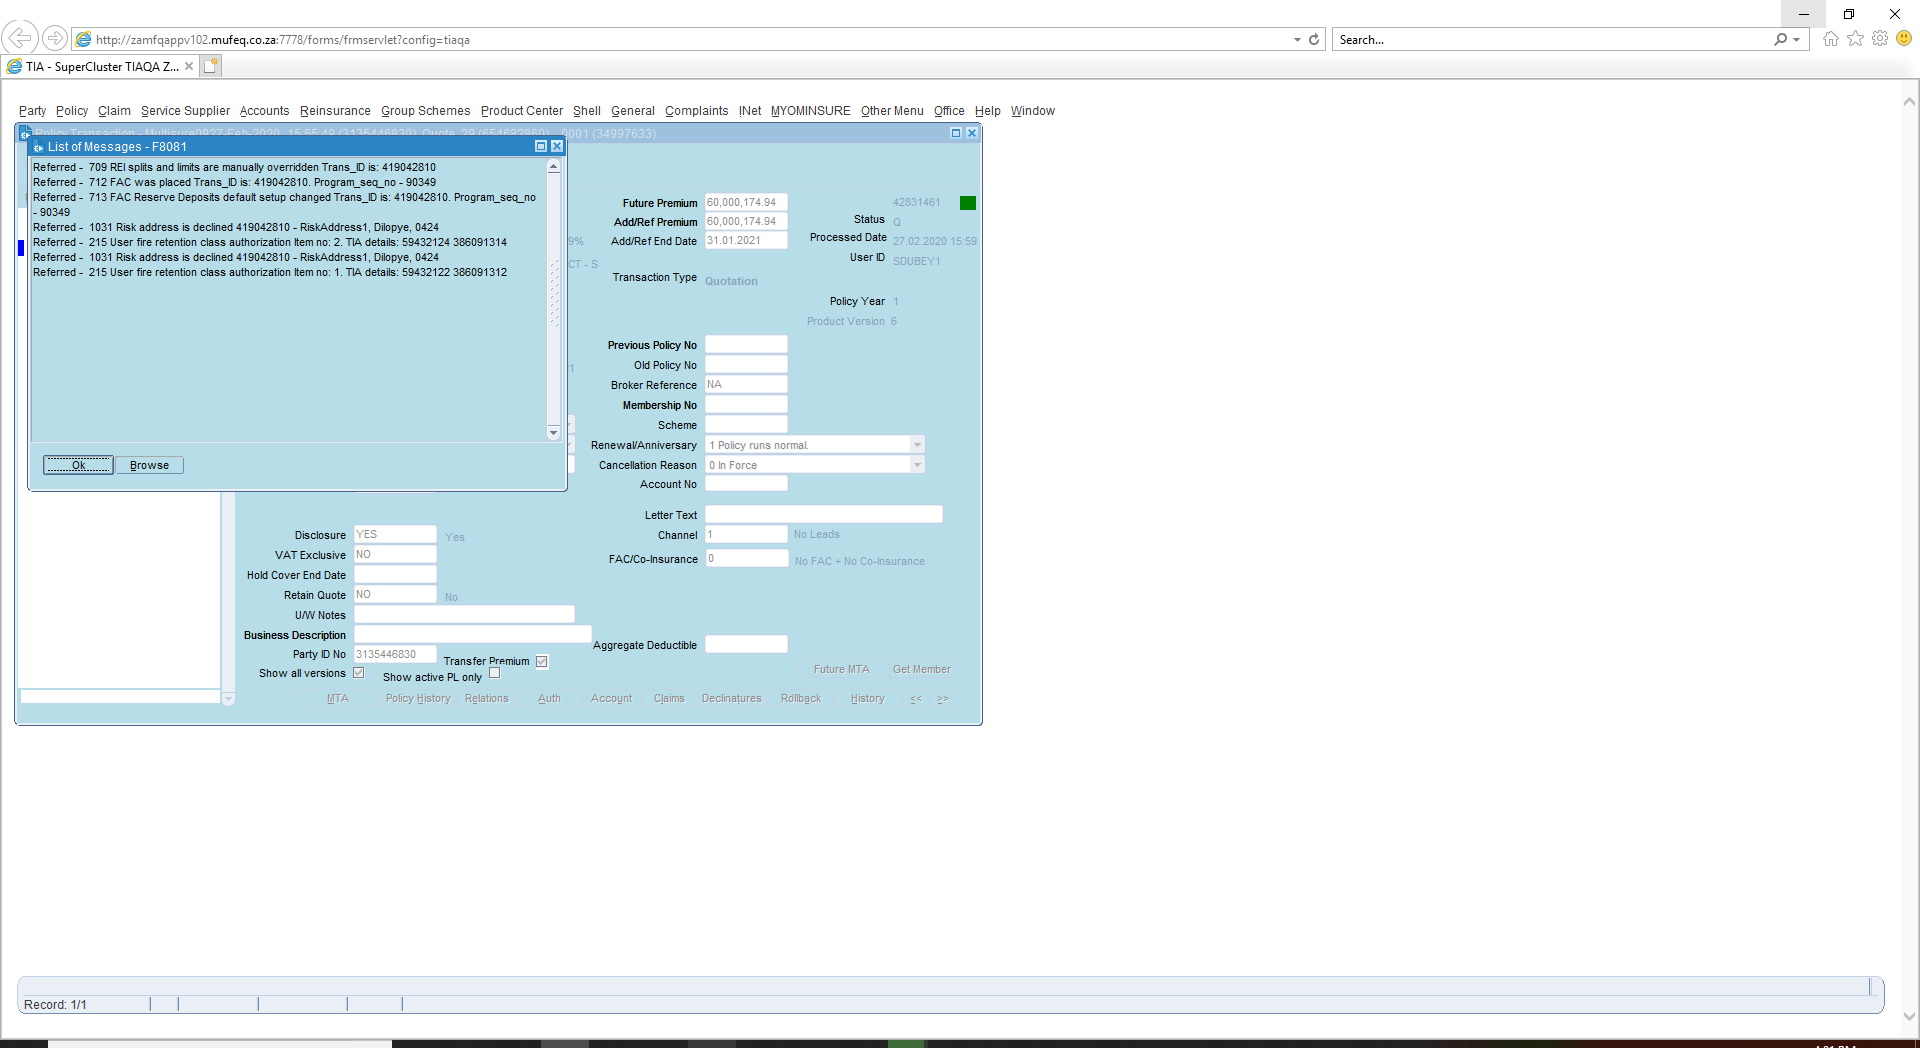 http://zamfqappv102.mufeq.co.za:7778/forms/frmservlet?config=tiaqa
Search...
TIA - SuperCluster TIAQA Z...
Party Policy Claim Service Supplier Accounts Reinsurance Group Schemes Product Center Shell General Complaints INet MYOMINSURE Other Menu Office Help Window
Policy Transaction - Multisure0927-Feb-2020 15:55:49 (3135446830) Quote 29 (654682860) 0001 (34997633)
List of Messages - F8081
Referred - 709 REI splits and limits are manually overridden Trans_ID is: 419042810
Referred - 712 FAC was placed Trans_ID is: 419042810. Program_seq_no - 90349
Referred - 713 FAC Reserve Deposits default setup changed Trans_ID is: 419042810. Program_seq_no
- 90349
Referred - 1031 Risk address is declined 419042810 - RiskAddress1, Dilopye, 0424
Referred - 215 User fire retention class authorization Item no: 2. TIA details: 59432124 386091314
Referred - 1031 Risk address is declined 419042810 - RiskAddress1, Dilopye, 0424
Referred - 215 User fire retention class authorization Item no: 1. TIA details: 59432122 386091312
Ok Browse
Future Premium 60,000,174.94 42831461
Add/Ref Premium 60,000,174.94 Status Q
9% Add/Ref End Date 31.01.2021 Processed Date 27.02.2020 15:59
User ID SDUBEY1
CT - S
Transaction Type Quotation
Policy Year 1
Product Version 6
Previous Policy No
Old Policy No
Broker Reference NA
Membership No
Scheme
Renewal/Anniversary 1 Policy runs normal.
Cancellation Reason 0 In Force
Account No
Letter Text
Disclosure YES Yes Channel 1 No Leads
VAT Exclusive NO FAC/Co-Insurance 0 No FAC + No Co-Insurance
Hold Cover End Date
Retain Quote NO No
U/W Notes
Business Description
Aggregate Deductible
Party ID No 3135446830 Transfer Premium
Show all versions Show active PL only Future MTA Get Member
MTA Policy History Relations Auth Account Claims Declinatures Rollback History << >>
Record: 1/1